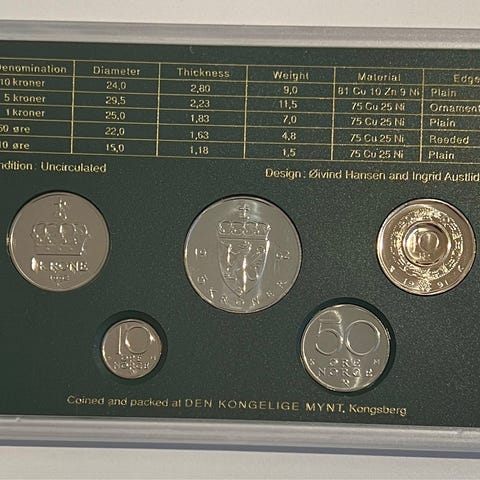 Denomination Diameter Thickness Weight Material Edge
10 kroner 24,0 2,80 9,0 81 Cu 10 Zn 9 Ni Plain
5 kroner 29,5 2,23 11,5 75 Cu 25 Ni Ornament
1 kroner 25,0 1,83 7,0 75 Cu 25 Ni Plain
50 øre 22,0 1,63 4,8 75 Cu 25 Ni Reeded
10 øre 15,0 1,18 1,5 75 Cu 25 Ni Plain
ndition: Uncirculated Design: Øivind Hansen and Ingrid Austlid
1 KRONE
5 KRONER
10 KR
10
ØRE
NORGE
50
ØRE
NORGE
Coined and packed at DEN KONGELIGE MYNT, Kongsberg